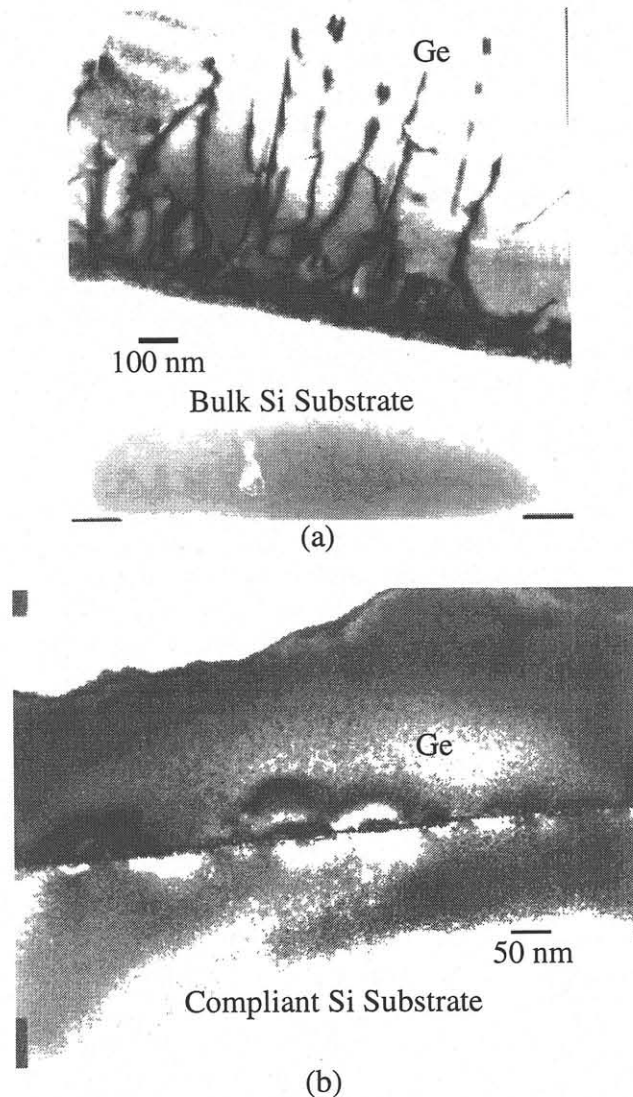 Ge
100 nm
Bulk Si Substrate
(a)
Ge
50 nm
Compliant Si Substrate
(b)